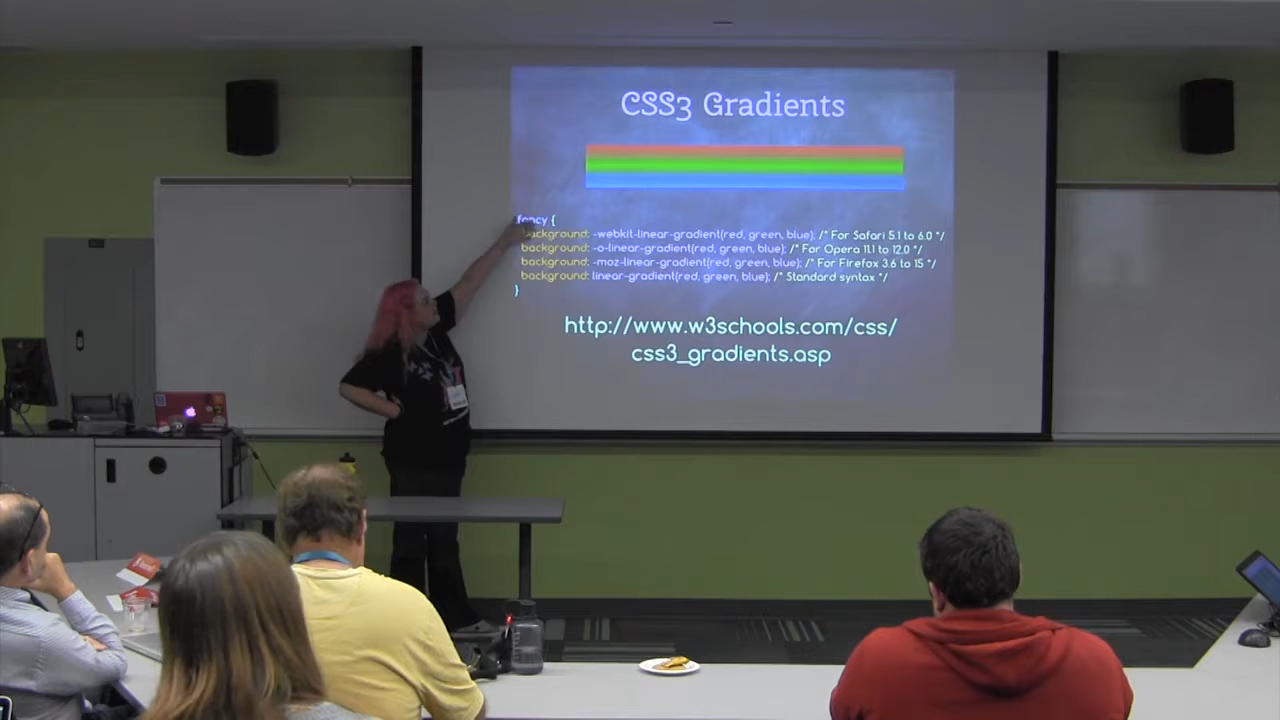 CSS3 Gradients
.fancy {
background: -webkit-linear-gradient(red, green, blue); /* For Safari 5.1 to 6.0 */
background: -o-linear-gradient(red, green, blue); /* For Opera 11.1 to 12.0 */
background: -moz-linear-gradient(red, green, blue); /* For Firefox 3.6 to 15 */
background: linear-gradient(red, green, blue); /* Standard syntax */
}
http://www.w3schools.com/css/
css3_gradients.asp